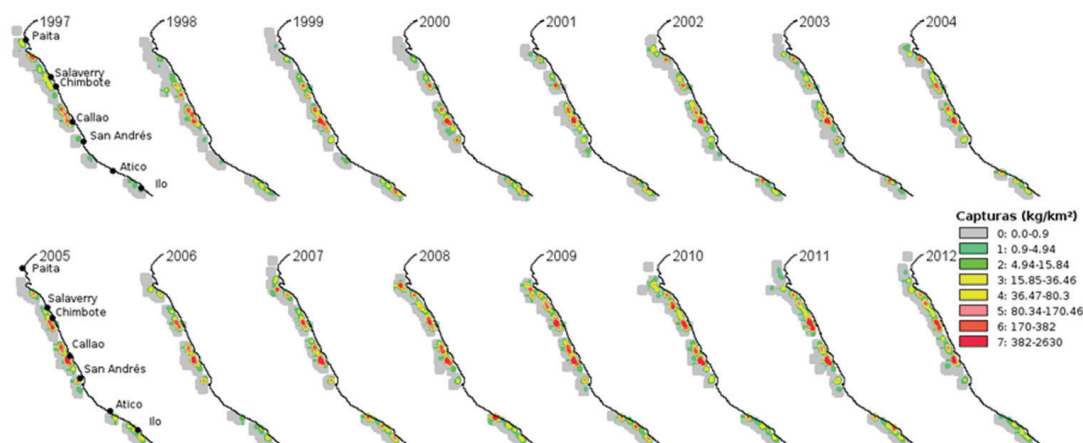 1997 1998 1999 2000 2001 2002 2003 2004
Paita
Salaverry
Chimbote
Callao
San Andrés
Atico
Ilo
2005 2006 2007 2008 2009 2010 2011 2012
Paita
Salaverry
Chimbote
Callao
San Andrés
Atico
Ilo
Capturas (kg/km²)
0: 0.0-0.9
1: 0.9-4.94
2: 4.94-15.84
3: 15.85-36.46
4: 36.47-80.3
5: 80.34-170.46
6: 170-382
7: 382-2630